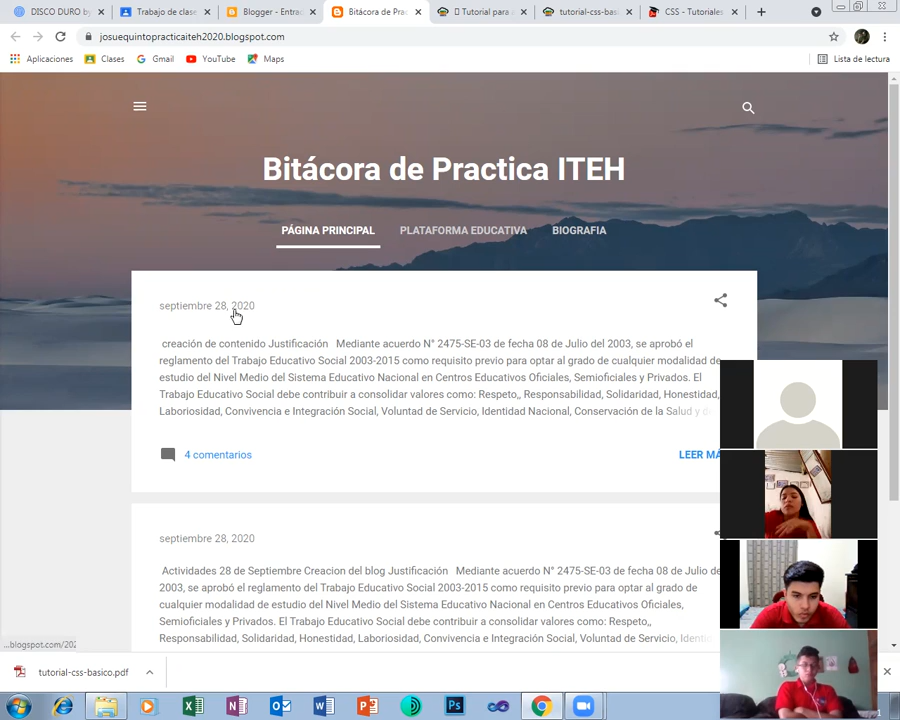 DISCO DURO by
Trabajo de clase
Blogger - Entrad
Bitácora de Prac
Tutorial para
tutorial-css-basi
CSS - Tutoriales
josuequintopracticaiteh2020.blogspot.com
Aplicaciones
Clases
Gmail
YouTube
Maps
Lista de lectura
Bitácora de Practica ITEH
PÁGINA PRINCIPAL
PLATAFORMA EDUCATIVA
BIOGRAFIA
septiembre 28, 2020
creación de contenido Justificación Mediante acuerdo N° 2475-SE-03 de fecha 08 de Julio del 2003, se aprobó el
reglamento del Trabajo Educativo Social 2003-2015 como requisito previo para optar al grado de cualquier modalidad de
estudio del Nivel Medio del Sistema Educativo Nacional en Centros Educativos Oficiales, Semioficiales y Privados. El
Trabajo Educativo Social debe contribuir a consolidar valores como: Respeto,, Responsabilidad, Solidaridad, Honestidad,
Laboriosidad, Convivencia e Integración Social, Voluntad de Servicio, Identidad Nacional, Conservación de la Salud y
4 comentarios
LEER MÁ
septiembre 28, 2020
Actividades 28 de Septiembre Creacion del blog Justificación Mediante acuerdo N° 2475-SE-03 de fecha 08 de Julio de
2003, se aprobó el reglamento del Trabajo Educativo Social 2003-2015 como requisito previo para optar al grado de
cualquier modalidad de estudio del Nivel Medio del Sistema Educativo Nacional en Centros Educativos Oficiales,
Semioficiales y Privados. El Trabajo Educativo Social debe contribuir a consolidar valores como: Respeto,,
Responsabilidad, Solidaridad, Honestidad, Laboriosidad, Convivencia e Integración Social, Voluntad de Servicio,
...blogspot.com/202
tutorial-css-basico.pdf